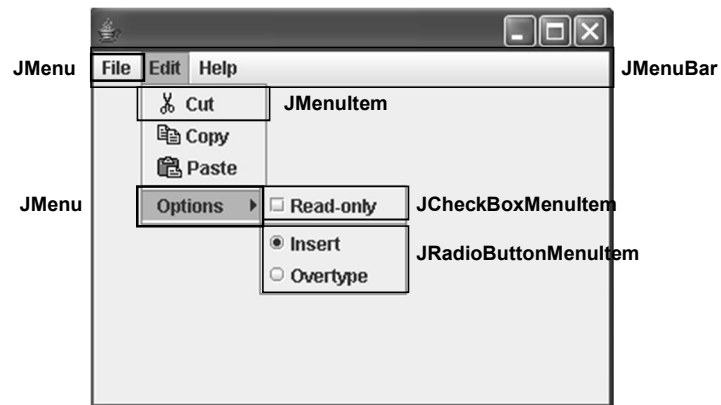 JMenu File Edit Help JMenuBar
Cut JMenuItem
Copy
Paste
JMenu Options Read-only JCheckBoxMenuItem
Insert
JRadioButtonMenuItem
Overtype